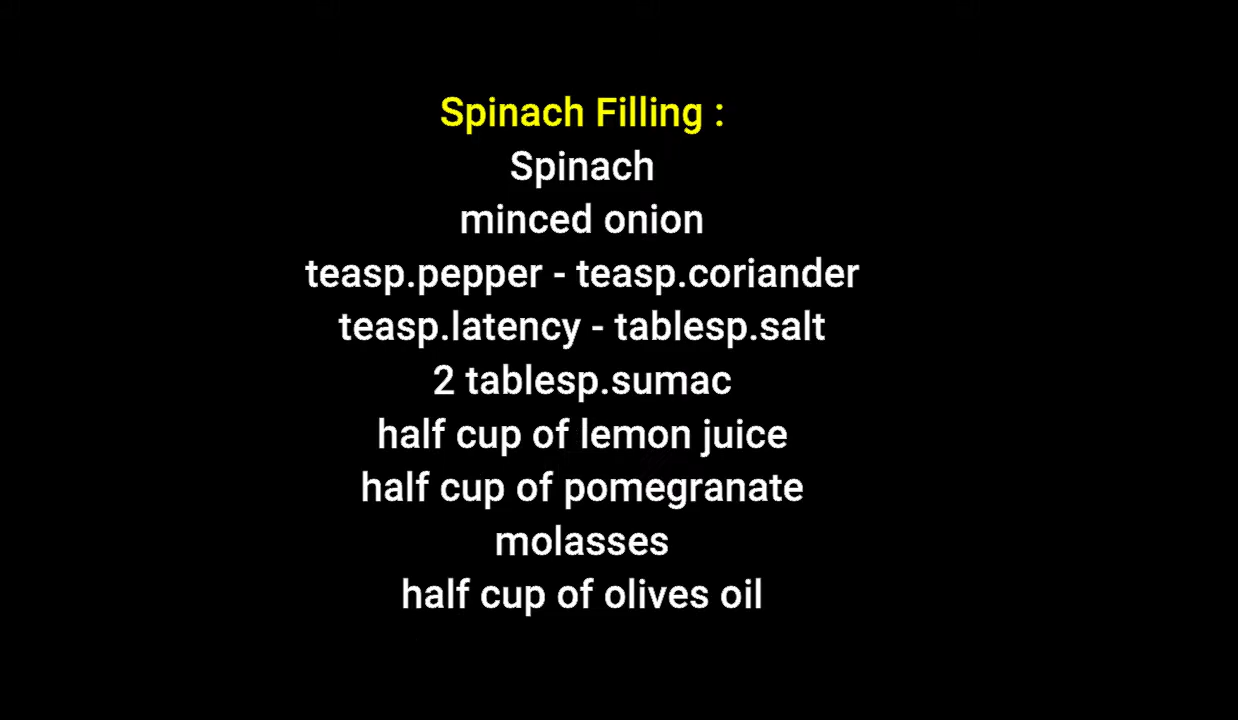 Spinach Filling :
Spinach
minced onion
teasp.pepper - teasp.coriander
teasp.latency - tablesp.salt
2 tablesp.sumac
half cup of lemon juice
half cup of pomegranate
molasses
half cup of olives oil